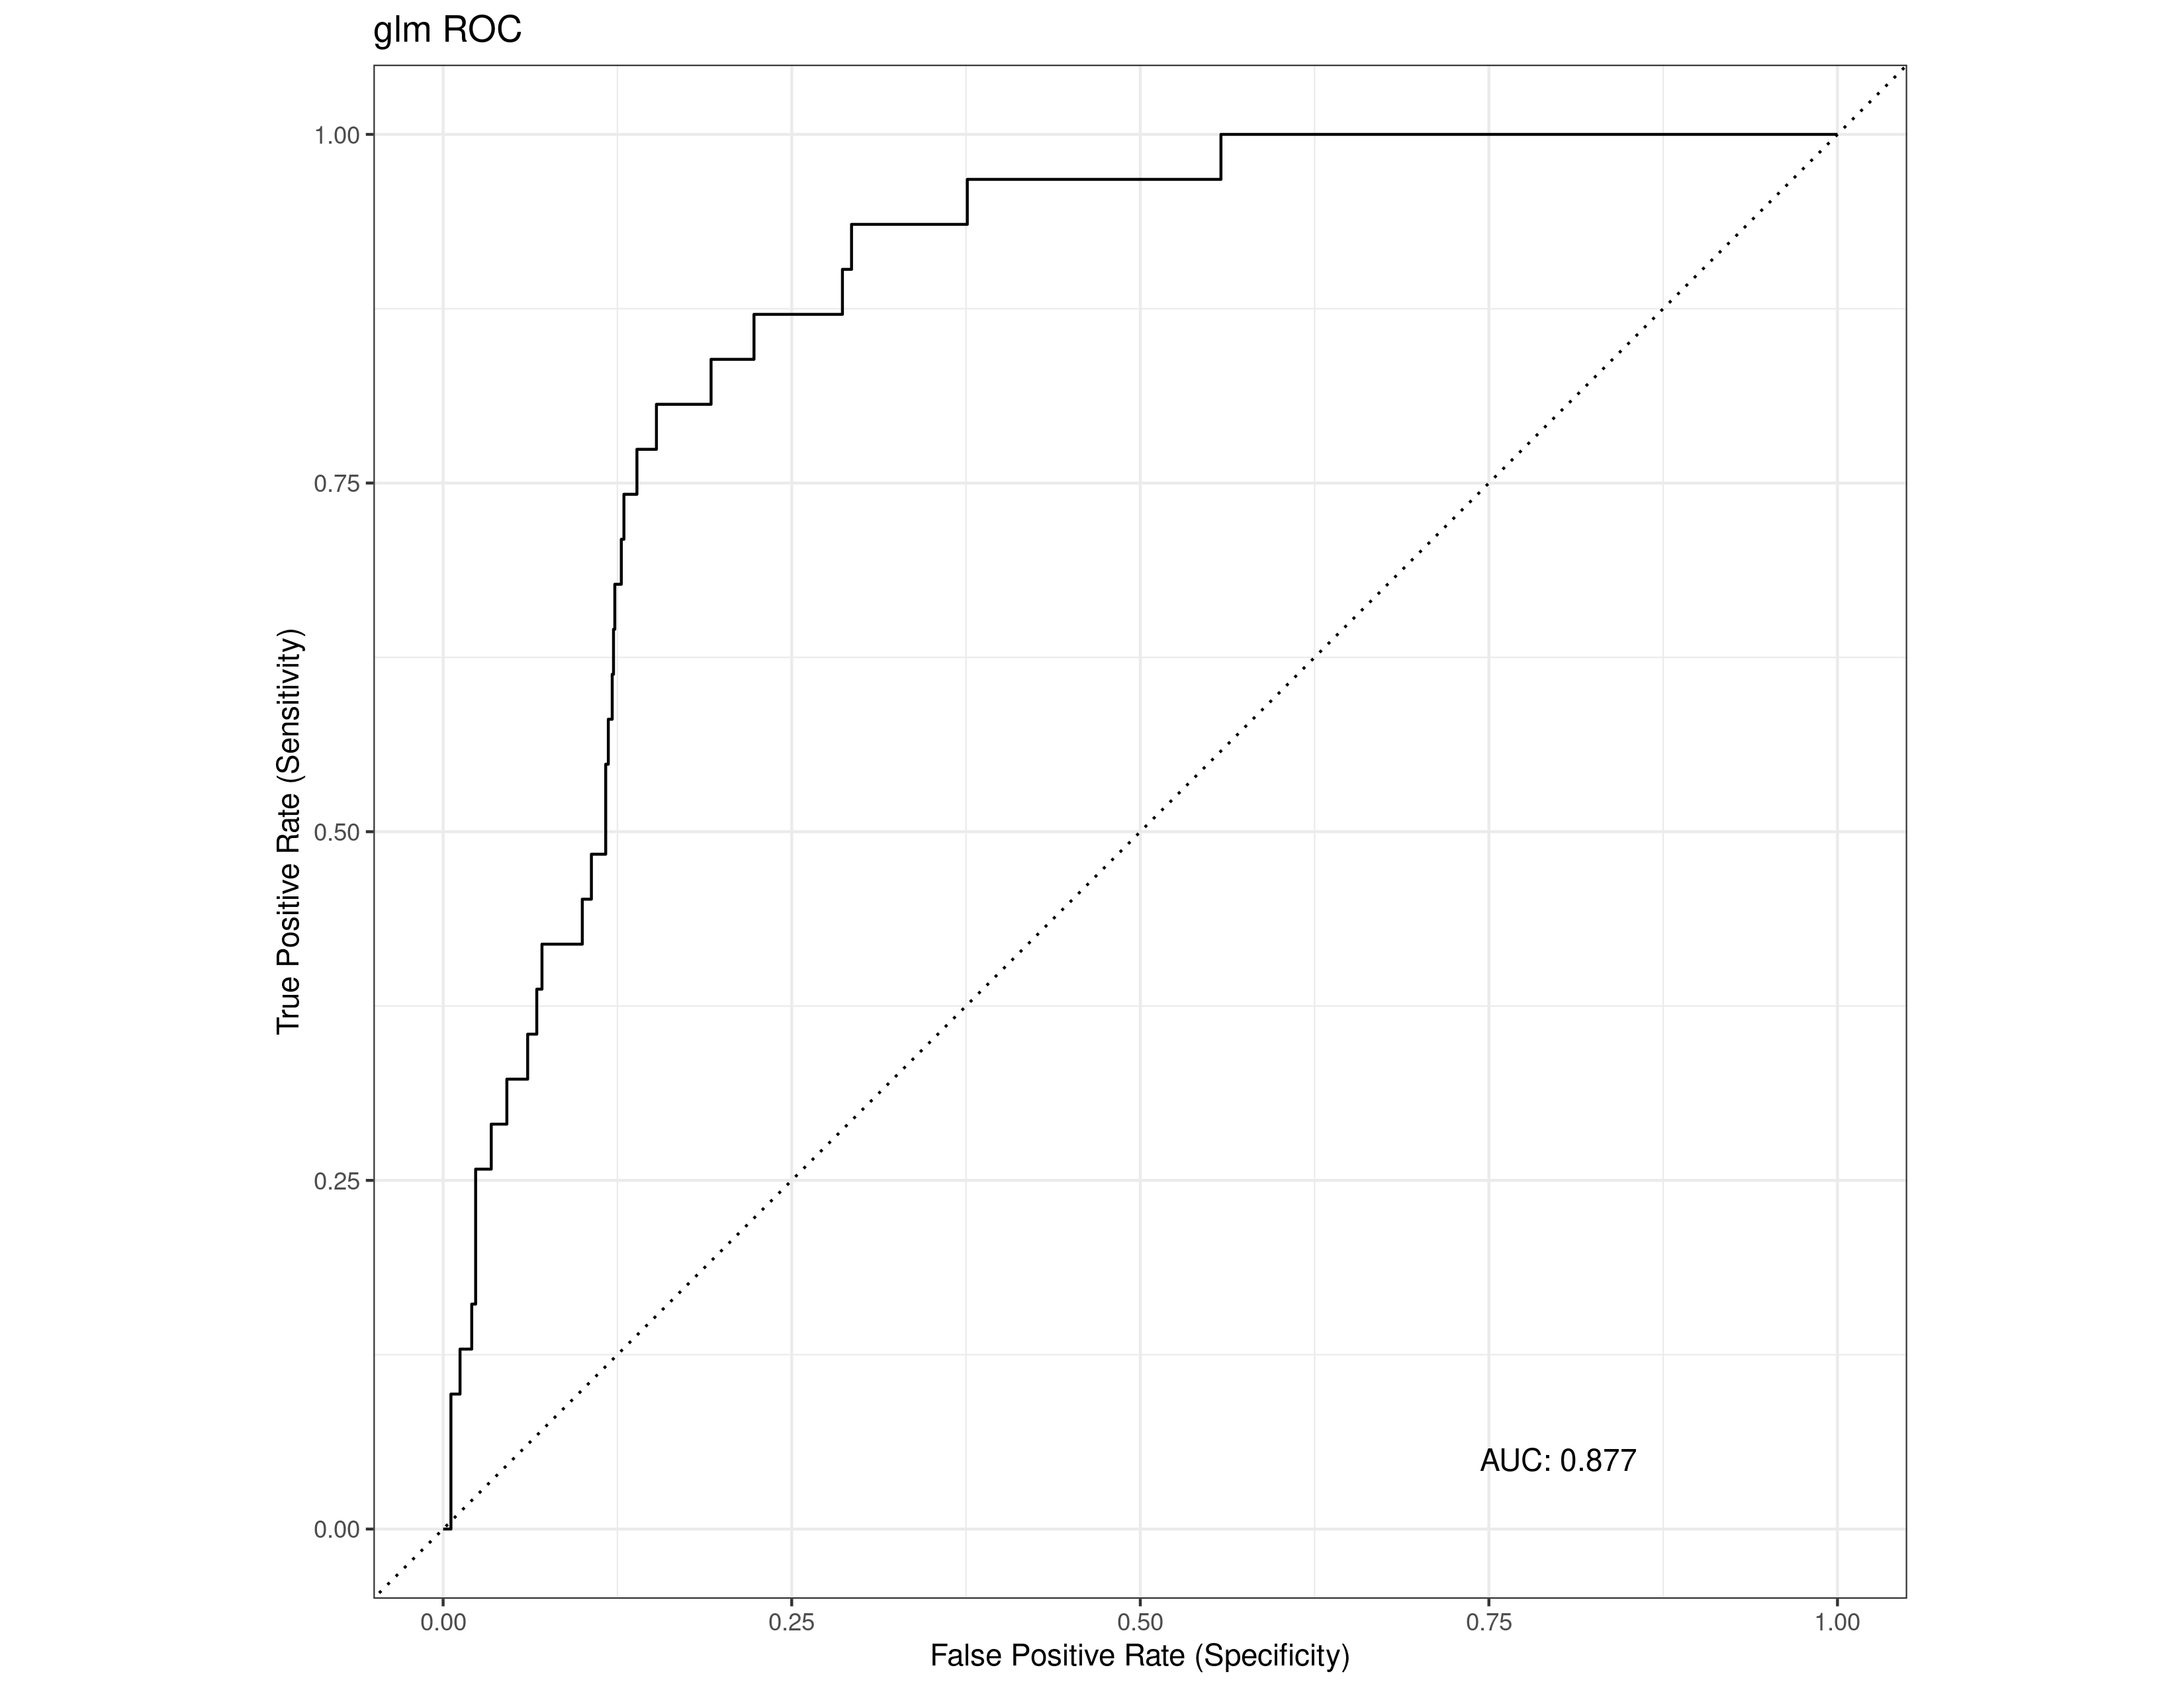 glm ROC
1.00
0.75
0.50
0.25
0.00
True Positive Rate (Sensitivity)
AUC: 0.877
0.00 0.25 0.50 0.75 1.00
False Positive Rate (Specificity)